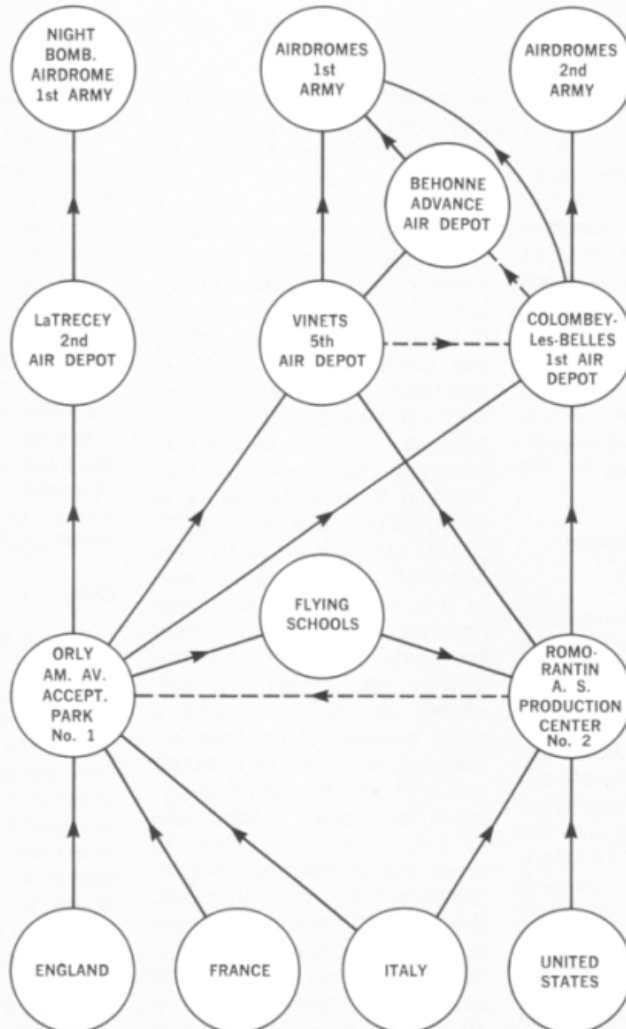 NIGHT
BOMB.
AIRDROME
1st ARMY
AIRDROMES
1st
ARMY
AIRDROMES
2nd
ARMY
BEHONNE
ADVANCE
AIR DEPOT
LaTRECEY
2nd
AIR DEPOT
VINETS
5th
AIR DEPOT
COLOMBEY-
Les-BELLES
1st AIR
DEPOT
FLYING
SCHOOLS
ORLY
AM. AV.
ACCEPT.
PARK
No. 1
ROMO-
RANTIN
A. S.
PRODUCTION
CENTER
No. 2
ENGLAND
FRANCE
ITALY
UNITED
STATES